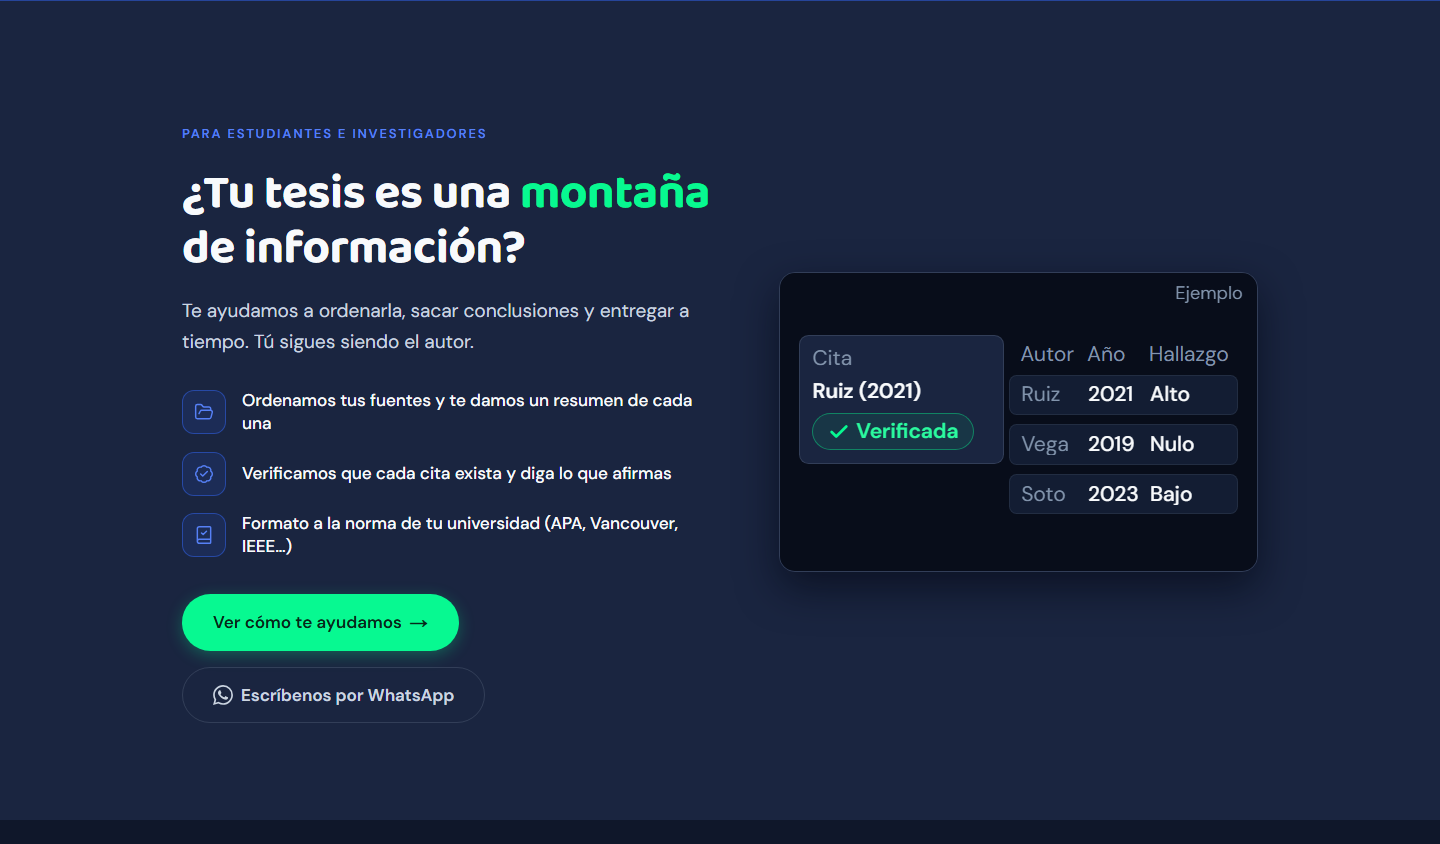 PARA ESTUDIANTES E INVESTIGADORES
¿Tu tesis es una montaña
de información?
Te ayudamos a ordenarla, sacar conclusiones y entregar a
tiempo. Tú sigues siendo el autor.
Ordenamos tus fuentes y te damos un resumen de cada
una
Verificamos que cada cita exista y diga lo que afirmas
Formato a la norma de tu universidad (APA, Vancouver,
IEEE...)
Ver cómo te ayudamos →
Escríbenos por WhatsApp
Ejemplo
Cita
Ruiz (2021)
Verificada
Autor Año Hallazgo
Ruiz 2021 Alto
Vega 2019 Nulo
Soto 2023 Bajo